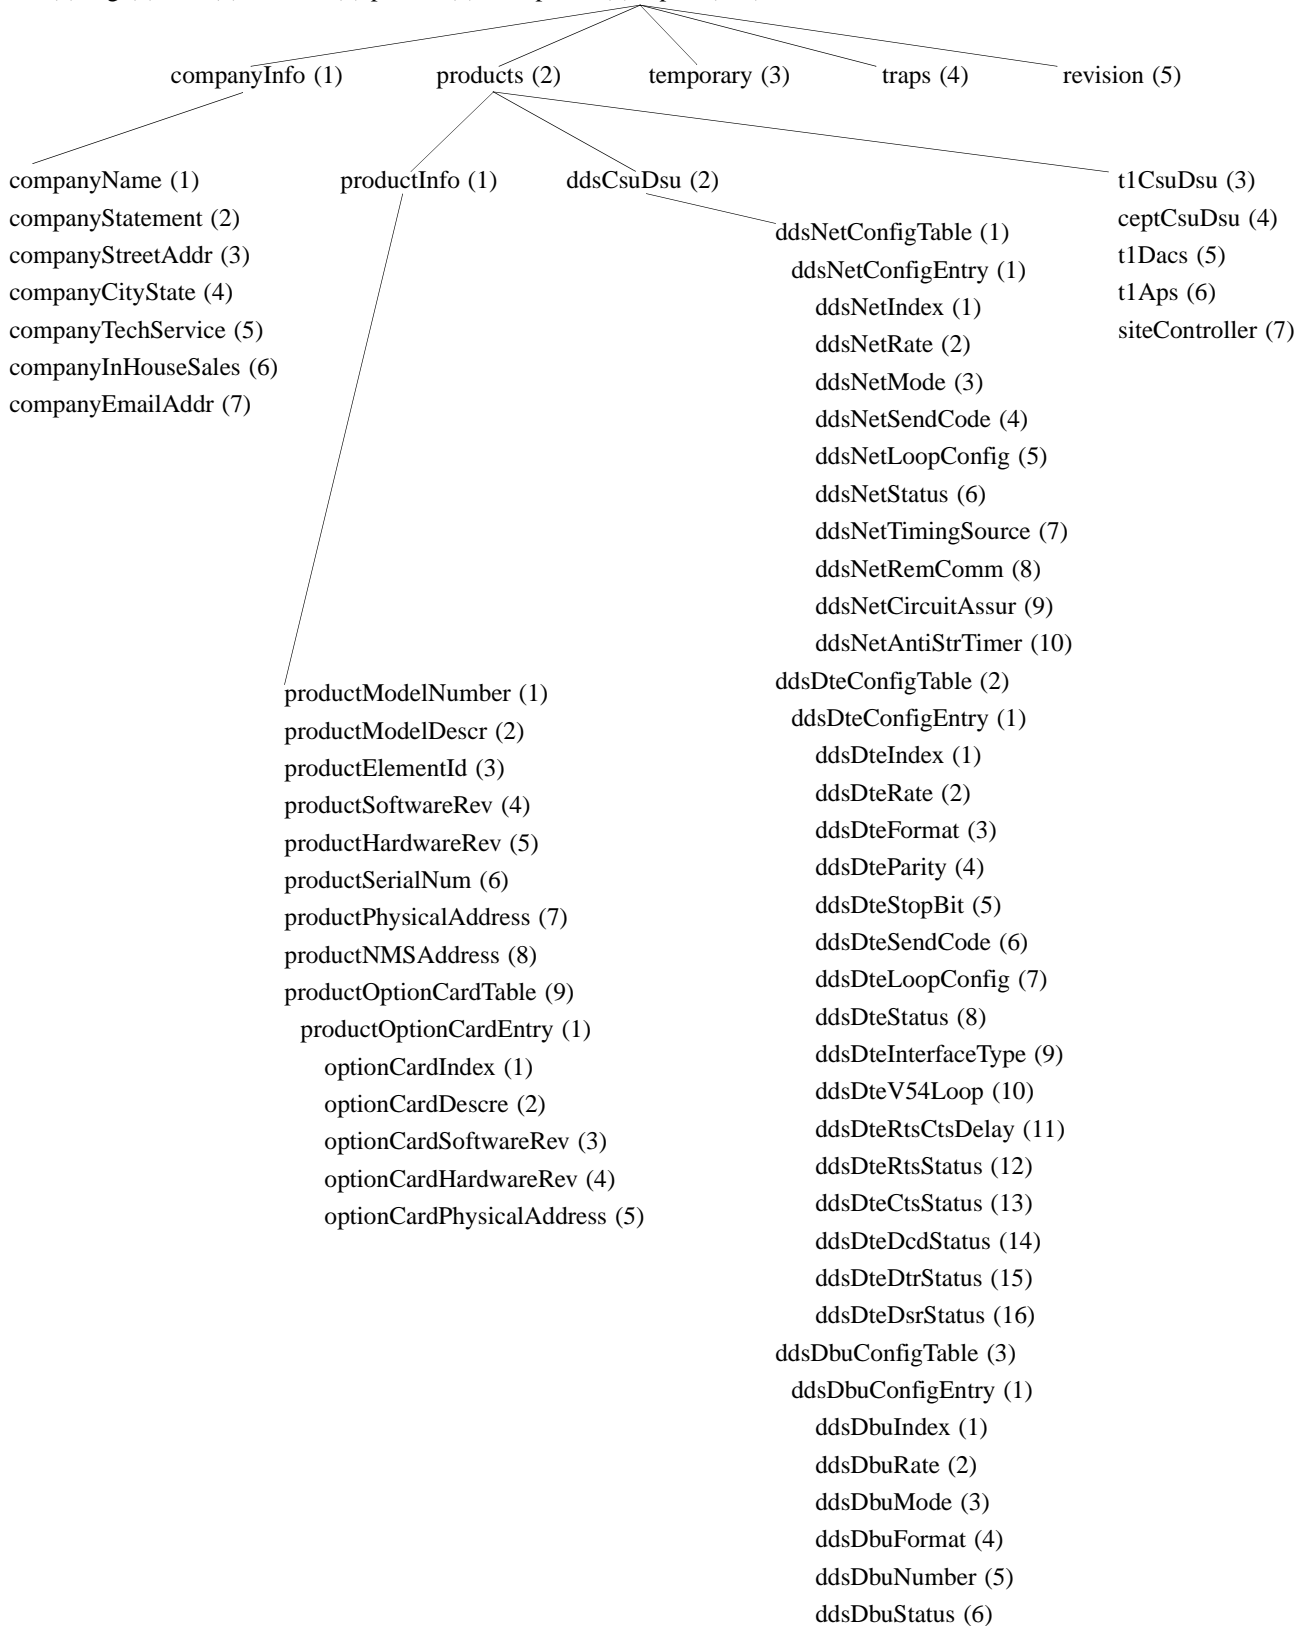 companyInfo (1) products (2) temporary (3) traps (4) revision (5)
companyName (1)
companyStatement (2)
companyStreetAddr (3)
companyCityState (4)
companyTechService (5)
companyInHouseSales (6)
companyEmailAddr (7)
productInfo (1)
productModelNumber (1)
productModelDescr (2)
productElementId (3)
productSoftwareRev (4)
productHardwareRev (5)
productSerialNum (6)
productPhysicalAddress (7)
productNMSAddress (8)
productOptionCardTable (9)
productOptionCardEntry (1)
optionCardIndex (1)
optionCardDescre (2)
optionCardSoftwareRev (3)
optionCardHardwareRev (4)
optionCardPhysicalAddress (5)
ddsCsuDsu (2)
ddsNetConfigTable (1)
ddsNetConfigEntry (1)
ddsNetIndex (1)
ddsNetRate (2)
ddsNetMode (3)
ddsNetSendCode (4)
ddsNetLoopConfig (5)
ddsNetStatus (6)
ddsNetTimingSource (7)
ddsNetRemComm (8)
ddsNetCircuitAssur (9)
ddsNetAntiStrTimer (10)
ddsDteConfigTable (2)
ddsDteConfigEntry (1)
ddsDteIndex (1)
ddsDteRate (2)
ddsDteFormat (3)
ddsDteParity (4)
ddsDteStopBit (5)
ddsDteSendCode (6)
ddsDteLoopConfig (7)
ddsDteStatus (8)
ddsDteInterfaceType (9)
ddsDteV54Loop (10)
ddsDteRtsCtsDelay (11)
ddsDteRtsStatus (12)
ddsDteCtsStatus (13)
ddsDteDcdStatus (14)
ddsDteDtrStatus (15)
ddsDteDsrStatus (16)
ddsDbuConfigTable (3)
ddsDbuConfigEntry (1)
ddsDbuIndex (1)
ddsDbuRate (2)
ddsDbuMode (3)
ddsDbuFormat (4)
ddsDbuNumber (5)
ddsDbuStatus (6)
t1CsuDsu (3)
ceptCsuDsu (4)
t1Dacs (5)
t1Aps (6)
siteController (7)